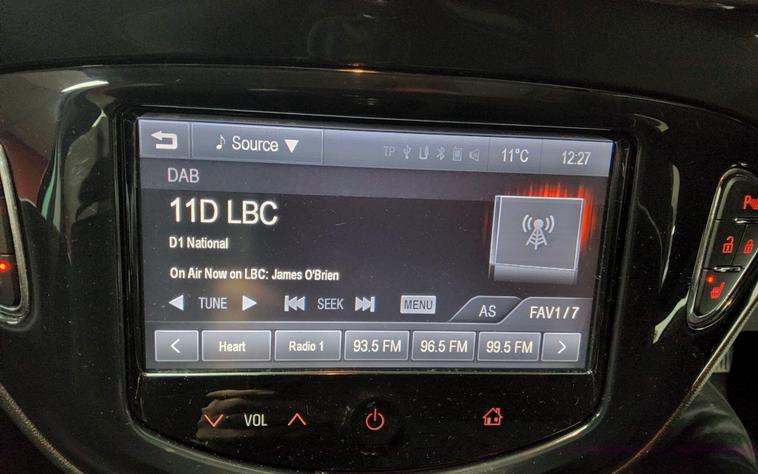 Source
TP 11°C 12:27
DAB
11D LBC
D1 National
On Air Now on LBC: James O'Brien
TUNE SEEK MENU AS FAV1/7
Heart Radio 1 93.5 FM 96.5 FM 99.5 FM
VOL